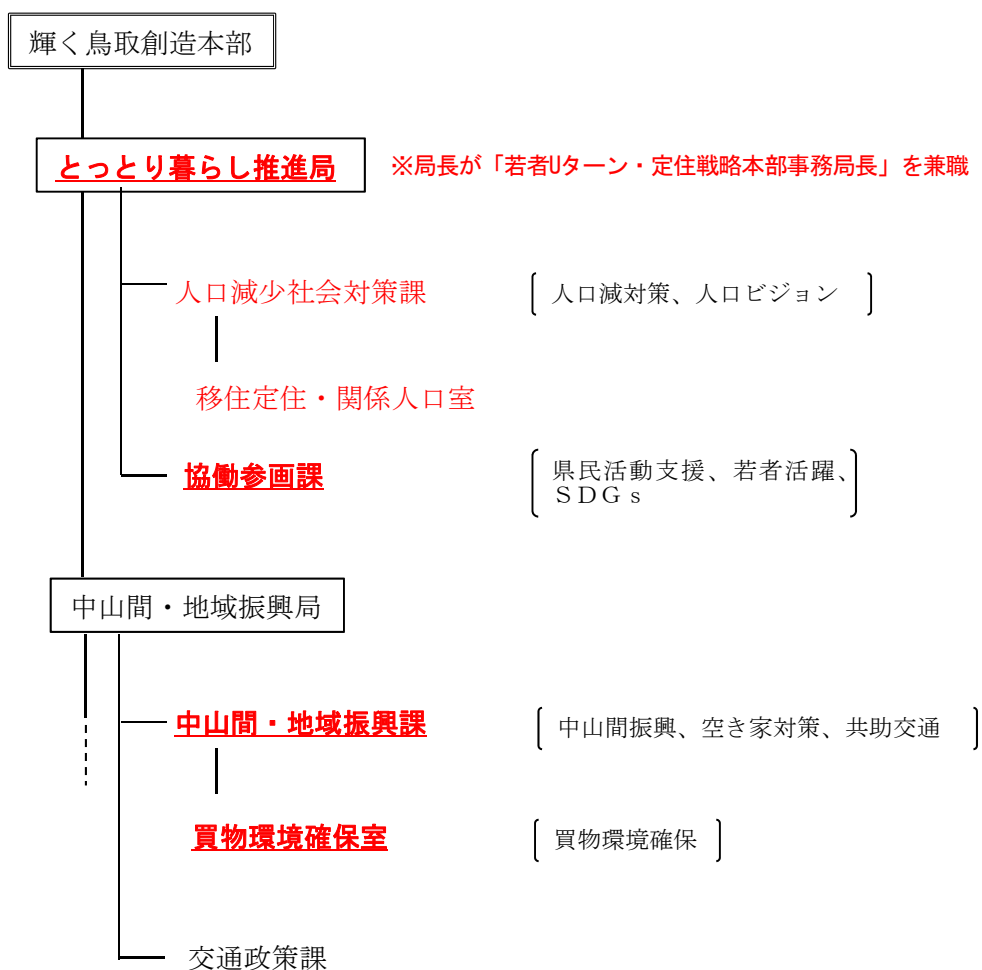 輝く鳥取創造本部
とっとり暮らし推進局 ※局長が「若者Uターン・定住戦略本部事務局長」を兼職
人口減少社会対策課 人口減対策、人口ビジョン
移住定住・関係人口室
協働参画課 県民活動支援、若者活躍、
ＳＤＧｓ
中山間・地域振興局
中山間・地域振興課 中山間振興、空き家対策、共助交通
買物環境確保室 買物環境確保
交通政策課